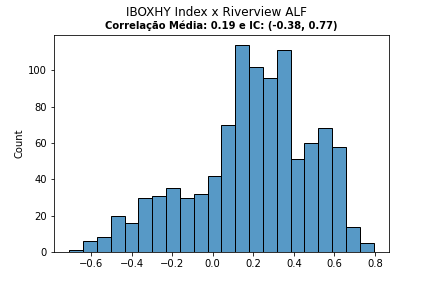 IBOXHY Index x Riverview ALF
Correlação Média: 0.19 e IC: (-0.38, 0.77)
Count
100
80
60
40
20
0
−0.6 −0.4 −0.2 0.0 0.2 0.4 0.6 0.8